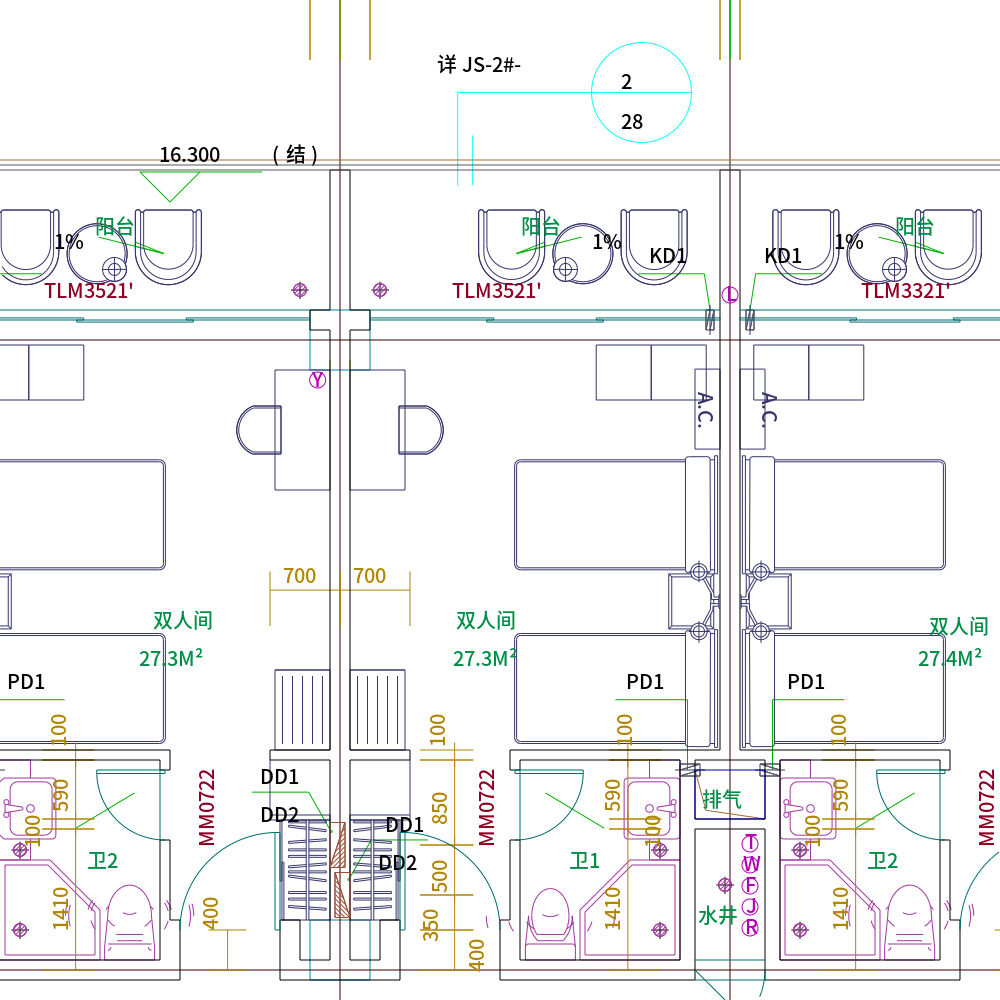 详 JS-2#-
2
28
16.300
( 结 )
阳台
1%
TLM3521'
阳台
1%
TLM3521'
KD1
KD1
L
阳台
1%
TLM3321'
Y
A.C.
A.C.
700
700
双人间
27.3M²
双人间
27.3M²
双人间
27.4M²
PD1
PD1
PD1
100
590
100
1410
MM0722
卫2
400
DD1
DD2
DD1
DD2
100
850
500
350
400
MM0722
卫1
100
590
100
1410
排气
水井
T
W
F
J
R
100
590
100
1410
卫2
MM0722